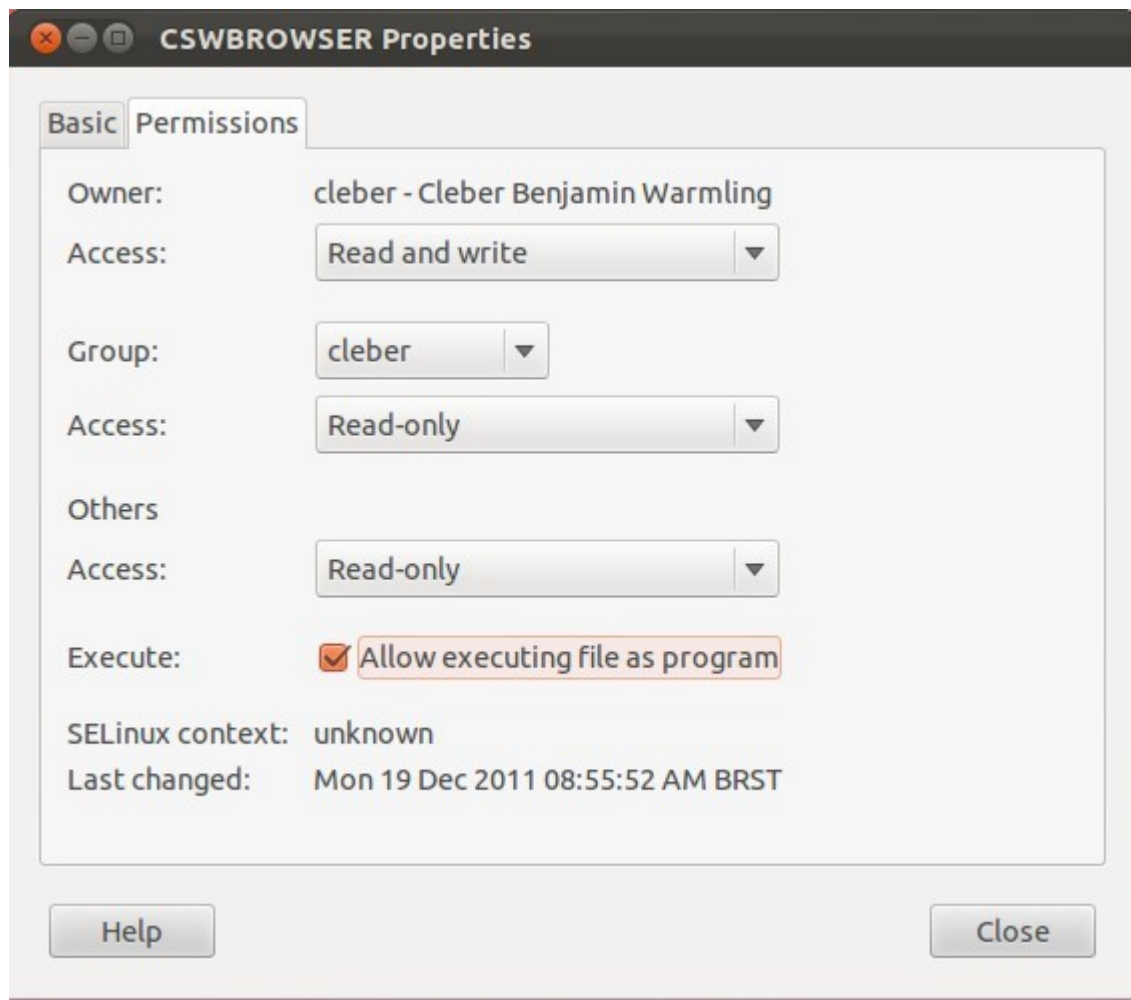 CSWBROWSER Properties
Basic Permissions
Owner: cleber - Cleber Benjamin Warmling
Access: Read and write
Group: cleber
Access: Read-only
Others
Access: Read-only
Execute: Allow executing file as program
SELinux context: unknown
Last changed: Mon 19 Dec 2011 08:55:52 AM BRST
Help Close